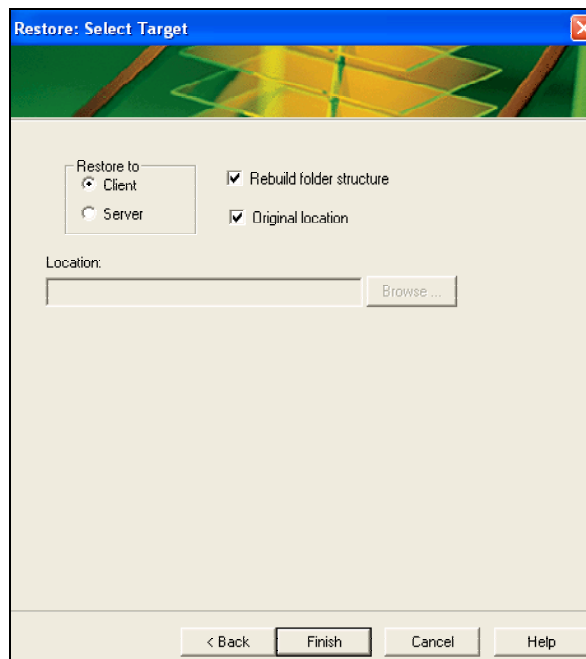 Restore: Select Target
Restore to
Client
Server
Rebuild folder structure
Original location
Location:
Browse ...
< Back
Finish
Cancel
Help